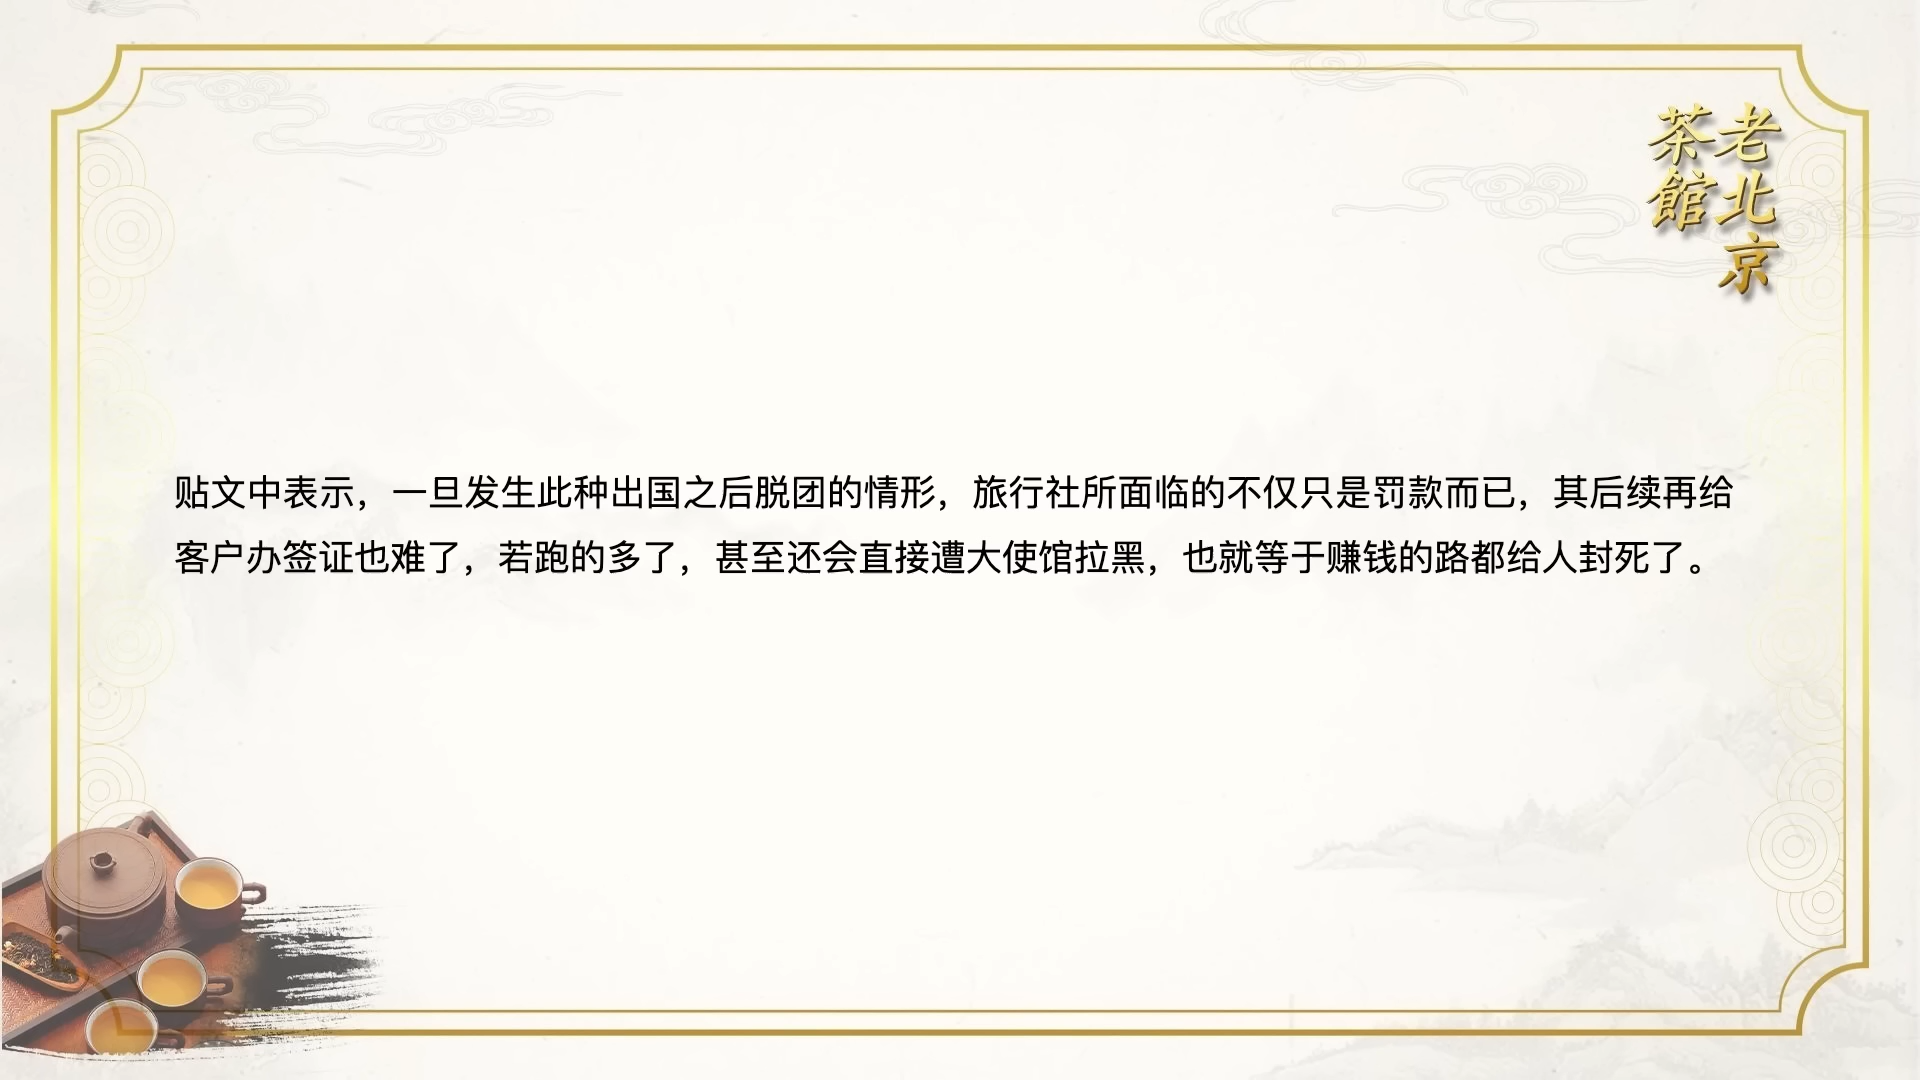 老北京
茶館
贴文中表示，一旦发生此种出国之后脱团的情形，旅行社所面临的不仅只是罚款而已，其后续再给
客户办签证也难了，若跑的多了，甚至还会直接遭大使馆拉黑，也就等于赚钱的路都给人封死了。